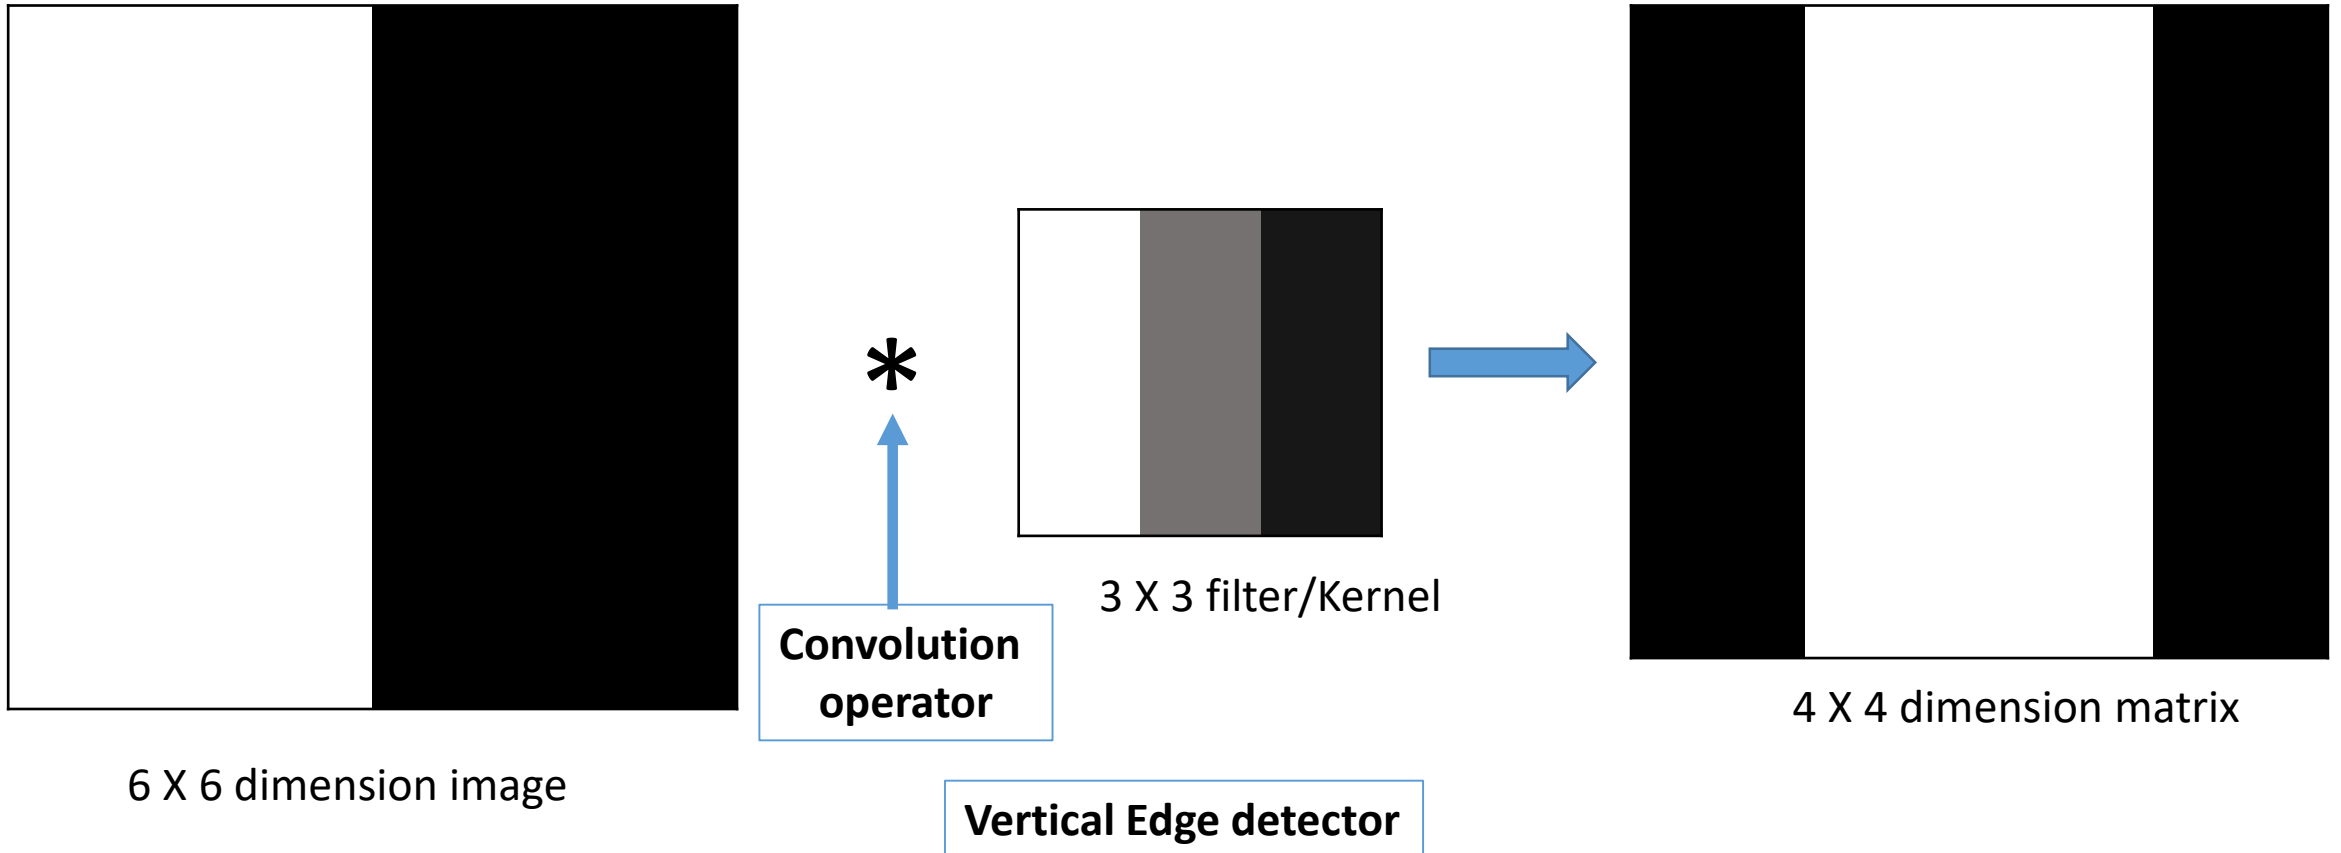 *
3 X 3 filter/Kernel
Convolution
operator
4 X 4 dimension matrix
6 X 6 dimension image
Vertical Edge detector